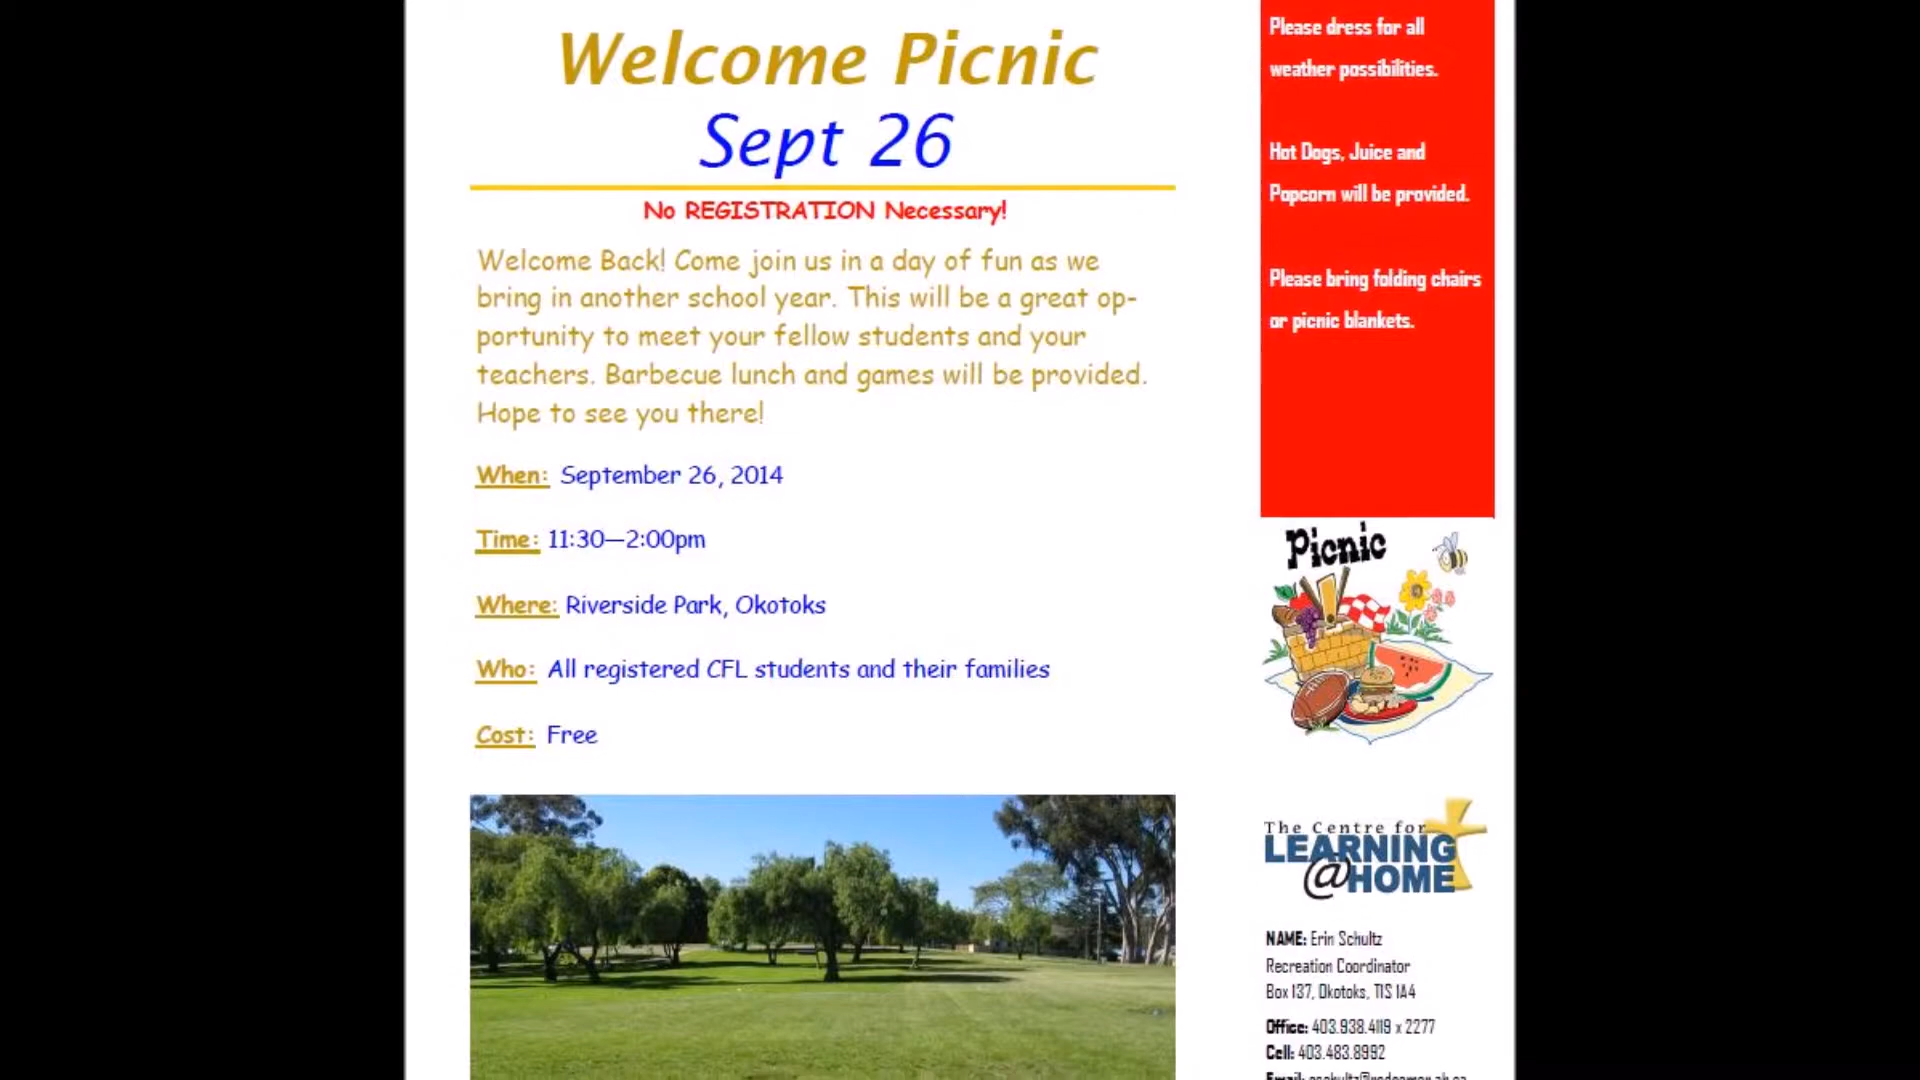 Welcome Picnic
Sept 26
No REGISTRATION Necessary!
Welcome Back! Come join us in a day of fun as we
bring in another school year. This will be a great op-
portunity to meet your fellow students and your
teachers. Barbecue lunch and games will be provided.
Hope to see you there!
When: September 26, 2014
Time: 11:30—2:00pm
Where: Riverside Park, Okotoks
Who: All registered CFL students and their families
Cost: Free
Please dress for all
weather possibilities.
Hot Dogs, Juice and
Popcorn will be provided.
Please bring folding chairs
or picnic blankets.
Picnic
The Centre for
LEARNING
@HOME
NAME: Erin Schultz
Recreation Coordinator
Box 137, Okotoks, T1S 1A4
Office: 403.938.4119 x 2277
Cell: 403.483.8992